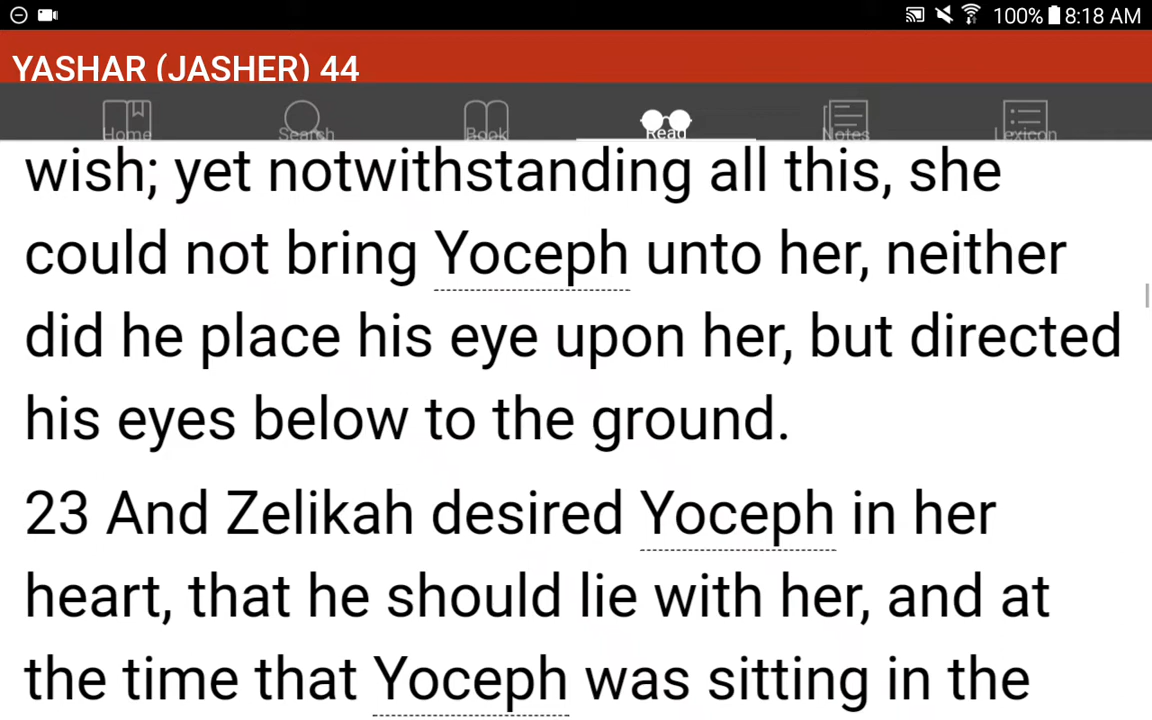 100% 8:18 AM
YASHAR (JASHER) 44
Home Search Book Read Notes Lexicon
wish; yet notwithstanding all this, she
could not bring Yoceph unto her, neither
did he place his eye upon her, but directed
his eyes below to the ground.
23 And Zelikah desired Yoceph in her
heart, that he should lie with her, and at
the time that Yoceph was sitting in the